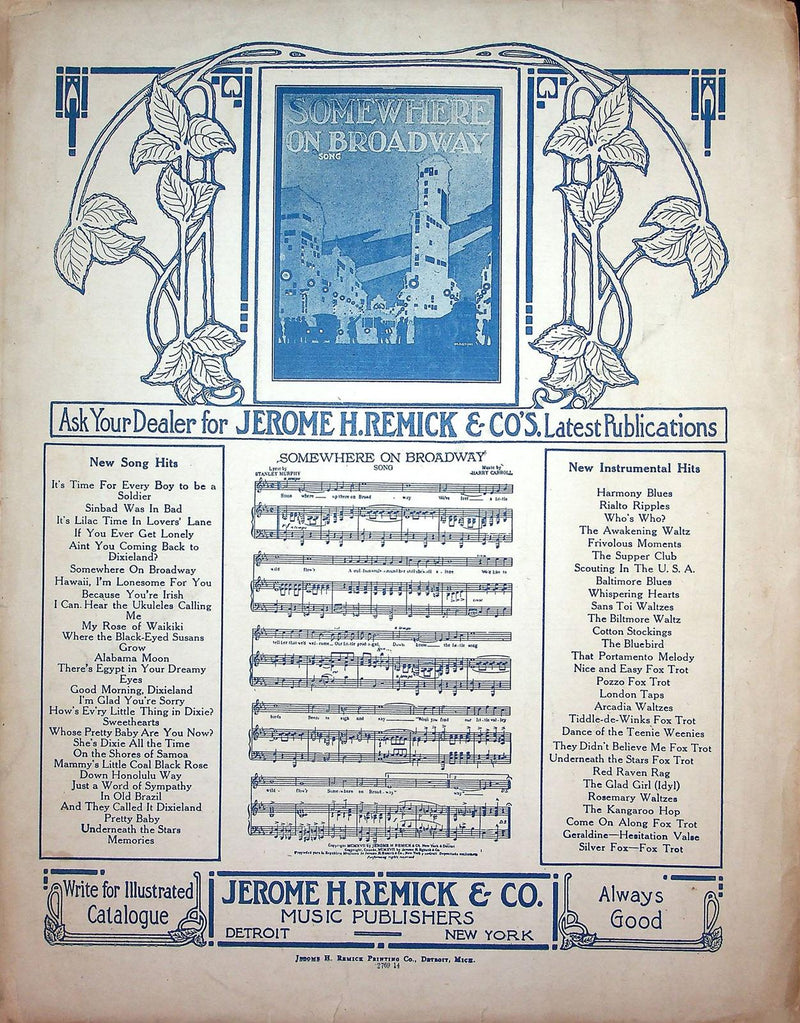 SOMEWHERE
ON BROADWAY
SONG
Ask Your Dealer for JEROME H. REMICK & CO'S. Latest Publications
New Song Hits
It's Time For Every Boy to be a
Soldier
Sinbad Was In Bad
It's Lilac Time In Lovers' Lane
If You Ever Get Lonely
Aint You Coming Back to
Dixieland?
Somewhere On Broadway
Hawaii, I'm Lonesome For You
Because You're Irish
I Can Hear the Ukuleles Calling
Me
My Rose of Waikiki
Where the Black-Eyed Susans
Grow
Alabama Moon
There's Egypt in Your Dreamy
Eyes
Good Morning, Dixieland
I'm Glad You're Sorry
How's Ev'ry Little Thing in Dixie?
Sweethearts
Whose Pretty Baby Are You Now?
She's Dixie All the Time
On the Shores of Samoa
Mammy's Little Coal Black Rose
Down Honolulu Way
Just a Word of Sympathy
In Old Brazil
And They Called It Dixieland
Pretty Baby
Underneath the Stars
Memories
SOMEWHERE ON BROADWAY
SONG
Lyric by
STANLEY MURPHY
Music by
HARRY CARROLL
New Instrumental Hits
Harmony Blues
Rialto Ripples
Who's Who?
The Awakening Waltz
Frivolous Moments
The Supper Club
Scouting In The U. S. A.
Baltimore Blues
Whispering Hearts
Sans Toi Waltzes
The Biltmore Waltz
Cotton Stockings
The Bluebird
That Portamento Melody
Nice and Easy Fox Trot
Pozzo Fox Trot
London Taps
Arcadia Waltzes
Tiddle-de-Winks Fox Trot
Dance of the Teenie Weenies
They Didn't Believe Me Fox Trot
Underneath the Stars Fox Trot
Red Raven Rag
The Glad Girl (Idyl)
Rosemary Waltzes
The Kangaroo Hop
Come On Along Fox Trot
Geraldine—Hesitation Valse
Silver Fox—Fox Trot
Write for Illustrated
Catalogue
JEROME H. REMICK & CO.
MUSIC PUBLISHERS
DETROIT NEW YORK
Always
Good
JEROME H. REMICK PRINTING CO., DETROIT, MICH.